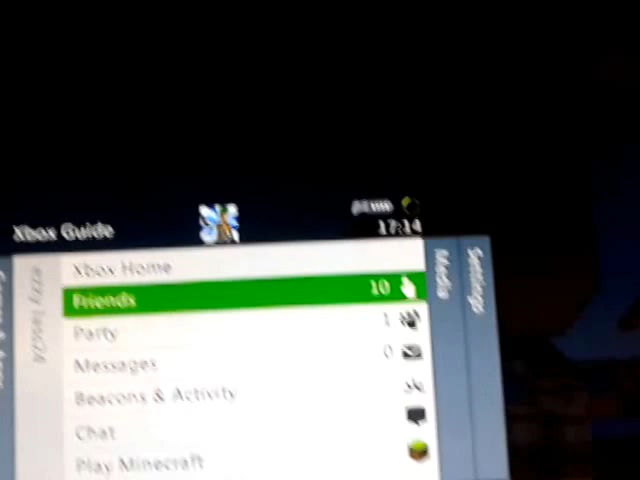 Xbox Guide
17:14
Xbox Home
Friends 10
Party 1
Messages 0
Beacons & Activity
Chat
Play Minecraft
Media
Settings